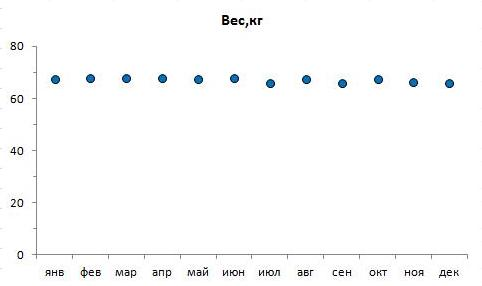 Вес,кг
80
60
40
20
0
янв фев мар апр май июн июл авг сен окт ноя дек